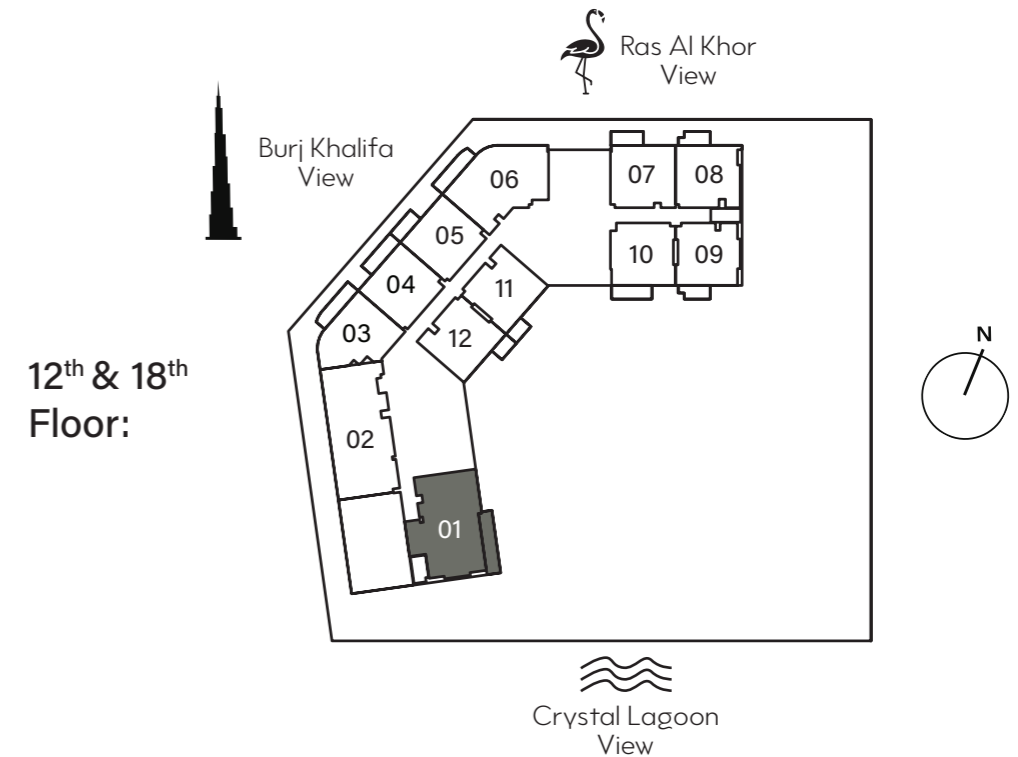 Ras Al Khor
View
Burj Khalifa
View
06
07
08
05
10
09
04
11
03
12
N
12th & 18th
Floor:
02
01
Crystal Lagoon
View